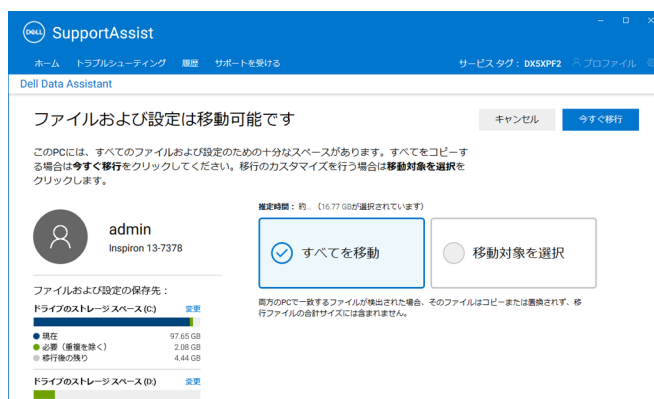 DELL SupportAssist
ホーム トラブルシューティング 履歴 サポートを受ける サービス タグ： DX5XPF2 プロファイル
Dell Data Assistant
ファイルおよび設定は移動可能です
キャンセル 今すぐ移行
このPCには、すべてのファイルおよび設定のための十分なスペースがあります。すべてをコピーす
る場合は今すぐ移行をクリックしてください。移行のカスタマイズを行う場合は移動対象を選択を
クリックします。
推定時間： 約... （16.77 GBが選択されています）
admin
Inspiron 13-7378
すべてを移動 移動対象を選択
ファイルおよび設定の保存先：
ドライブのストレージ スペース (C:) 変更
両方のPCで一致するファイルが検出された場合、そのファイルはコピーまたは置換されず、移
行ファイルの合計サイズには含まれません。
現在 97.65 GB
必要（重複を除く） 2.08 GB
移行後の残り 4.44 GB
ドライブのストレージ スペース (D:) 変更